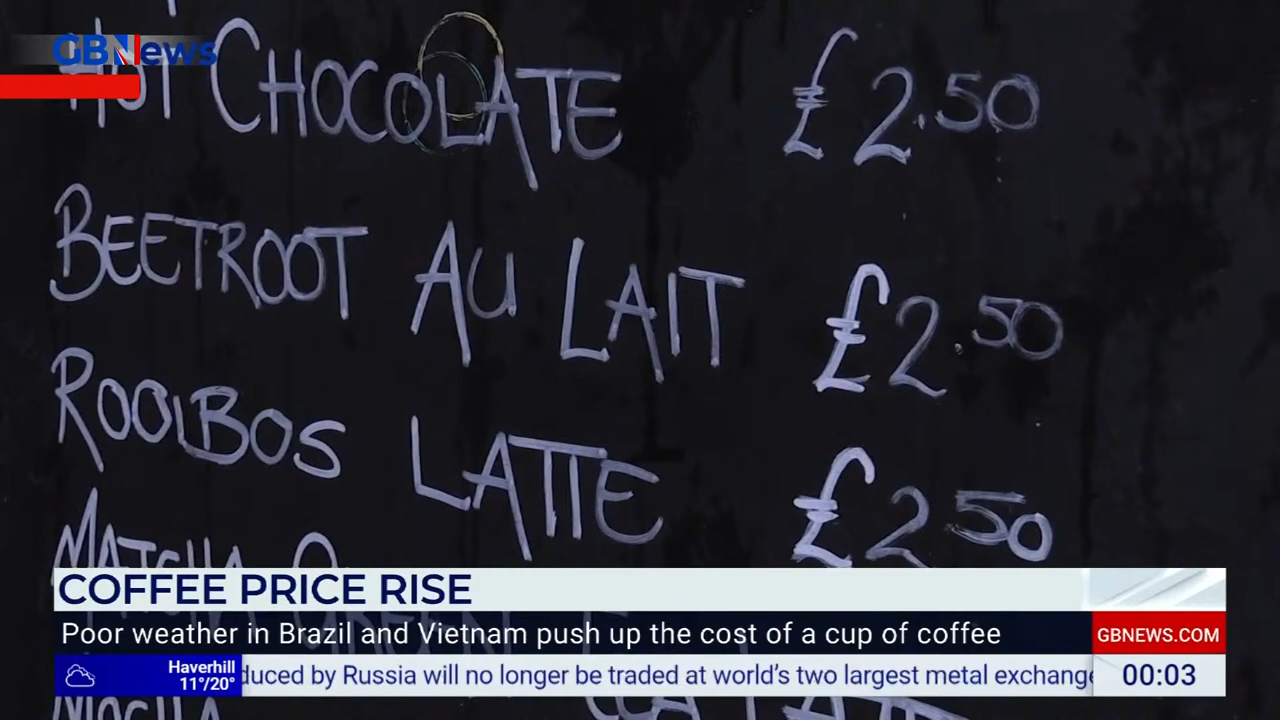 GBNews
HOT CHOCOLATE £2.50
BEETROOT AU LAIT £2.50
ROOIBOS LATTE £2.50
MATCHA
COFFEE PRICE RISE
Poor weather in Brazil and Vietnam push up the cost of a cup of coffee
GBNEWS.COM
Haverhill
11°/20°
duced by Russia will no longer be traded at world's two largest metal exchange
00:03
LATTE